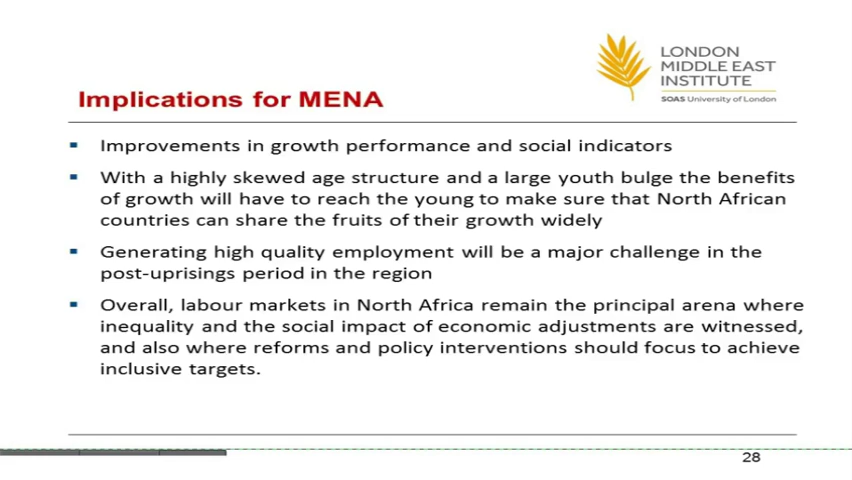 LONDON
MIDDLE EAST
INSTITUTE
SOAS University of London
Implications for MENA
Improvements in growth performance and social indicators
With a highly skewed age structure and a large youth bulge the benefits
of growth will have to reach the young to make sure that North African
countries can share the fruits of their growth widely
Generating high quality employment will be a major challenge in the
post-uprisings period in the region
Overall, labour markets in North Africa remain the principal arena where
inequality and the social impact of economic adjustments are witnessed,
and also where reforms and policy interventions should focus to achieve
inclusive targets.
28